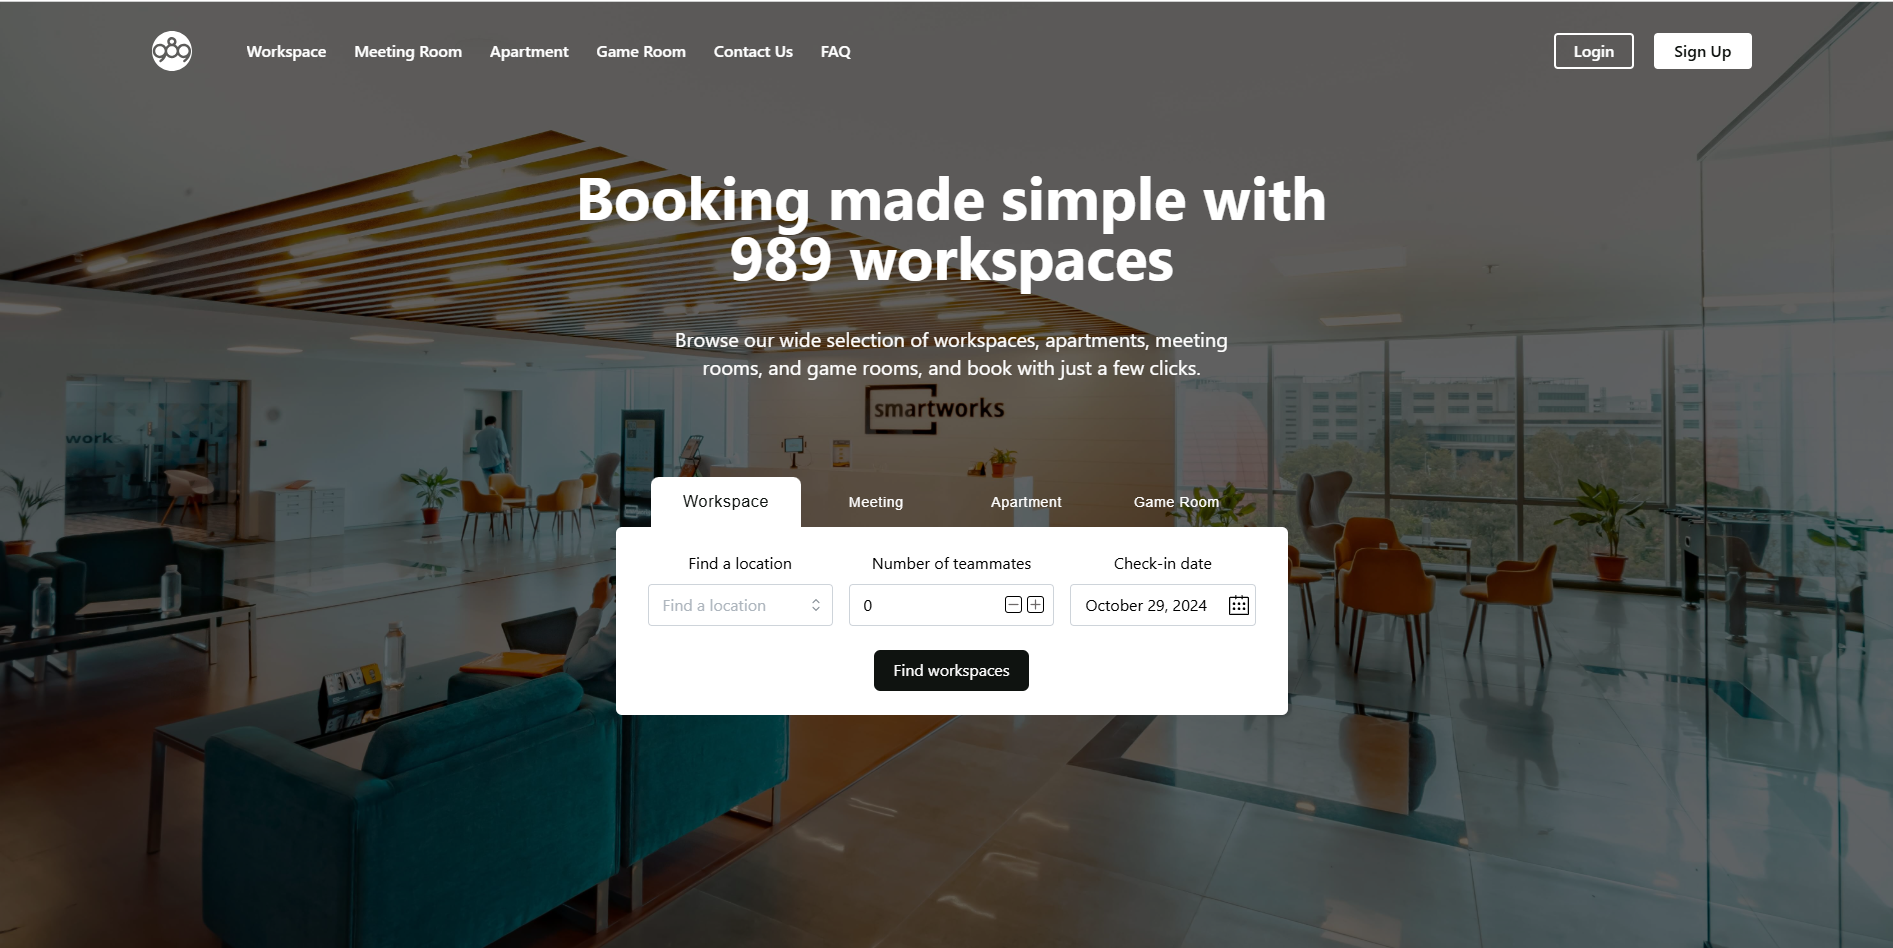 989
Workspace
Meeting Room
Apartment
Game Room
Contact Us
FAQ
Login
Sign Up
Booking made simple with
989 workspaces
Browse our wide selection of workspaces, apartments, meeting
rooms, and game rooms, and book with just a few clicks.
smartworks
work
Workspace
Meeting
Apartment
Game Room
Find a location
Number of teammates
Check-in date
Find a location
0
October 29, 2024
Find workspaces